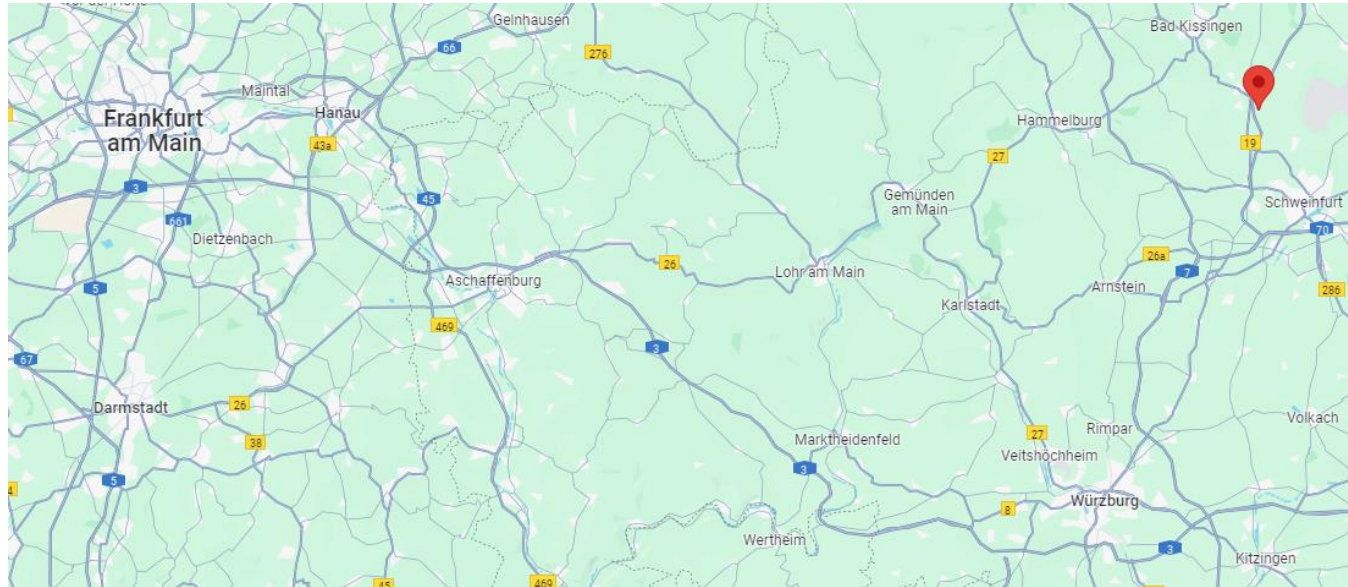 Gelnhausen
Bad Kissingen
66
276
Maintal
Hanau
Frankfurt
am Main
Hammelburg
43a
19
27
3
45
Gemünden
am Main
Schweinfurt
661
70
Dietzenbach
26a
26
Lohr am Main
7
Aschaffenburg
Arnstein
5
286
Karlstadt
469
3
67
Darmstadt
26
Volkach
Rimpar
38
27
Marktheidenfeld
Veitshöchheim
3
5
4
Würzburg
8
Wertheim
3
Kitzingen
45
469